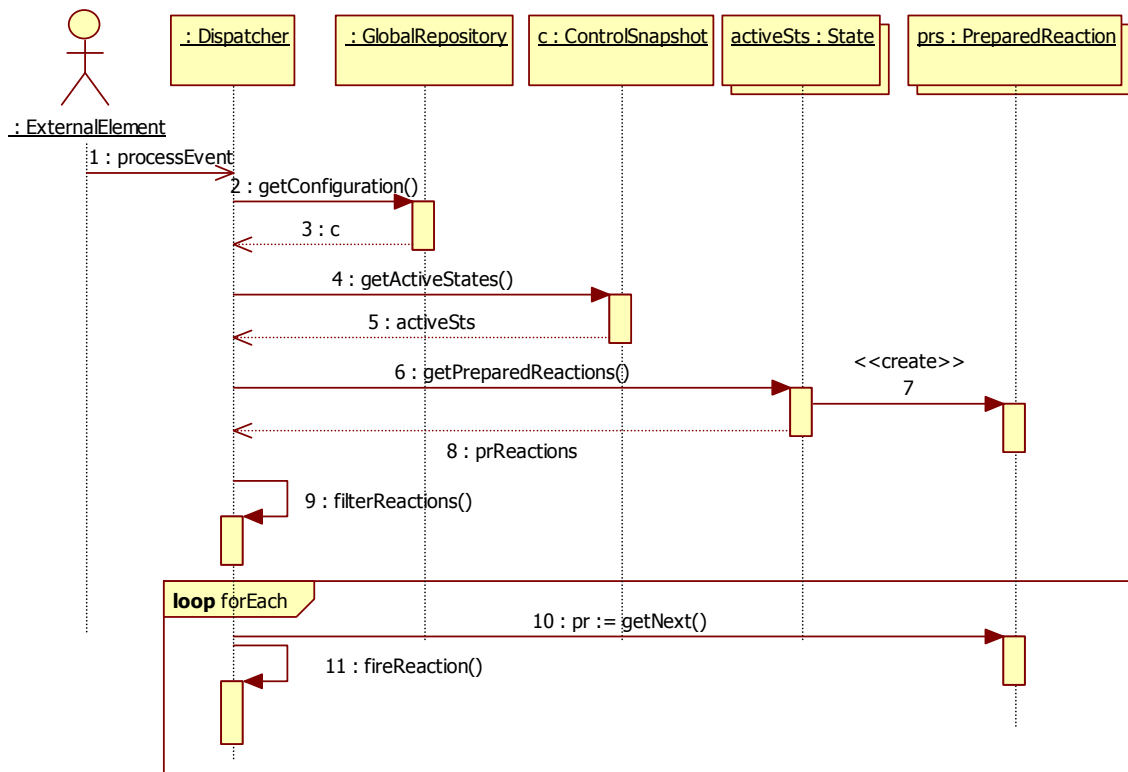 : Dispatcher
: GlobalRepository
c : ControlSnapshot
activeSts : State
prs : PreparedReaction
: ExternalElement
1 : processEvent
2 : getConfiguration()
3 : c
4 : getActiveStates()
5 : activeSts
6 : getPreparedReactions()
<<create>>
7
8 : prReactions
9 : filterReactions()
loop forEach
10 : pr := getNext()
11 : fireReaction()